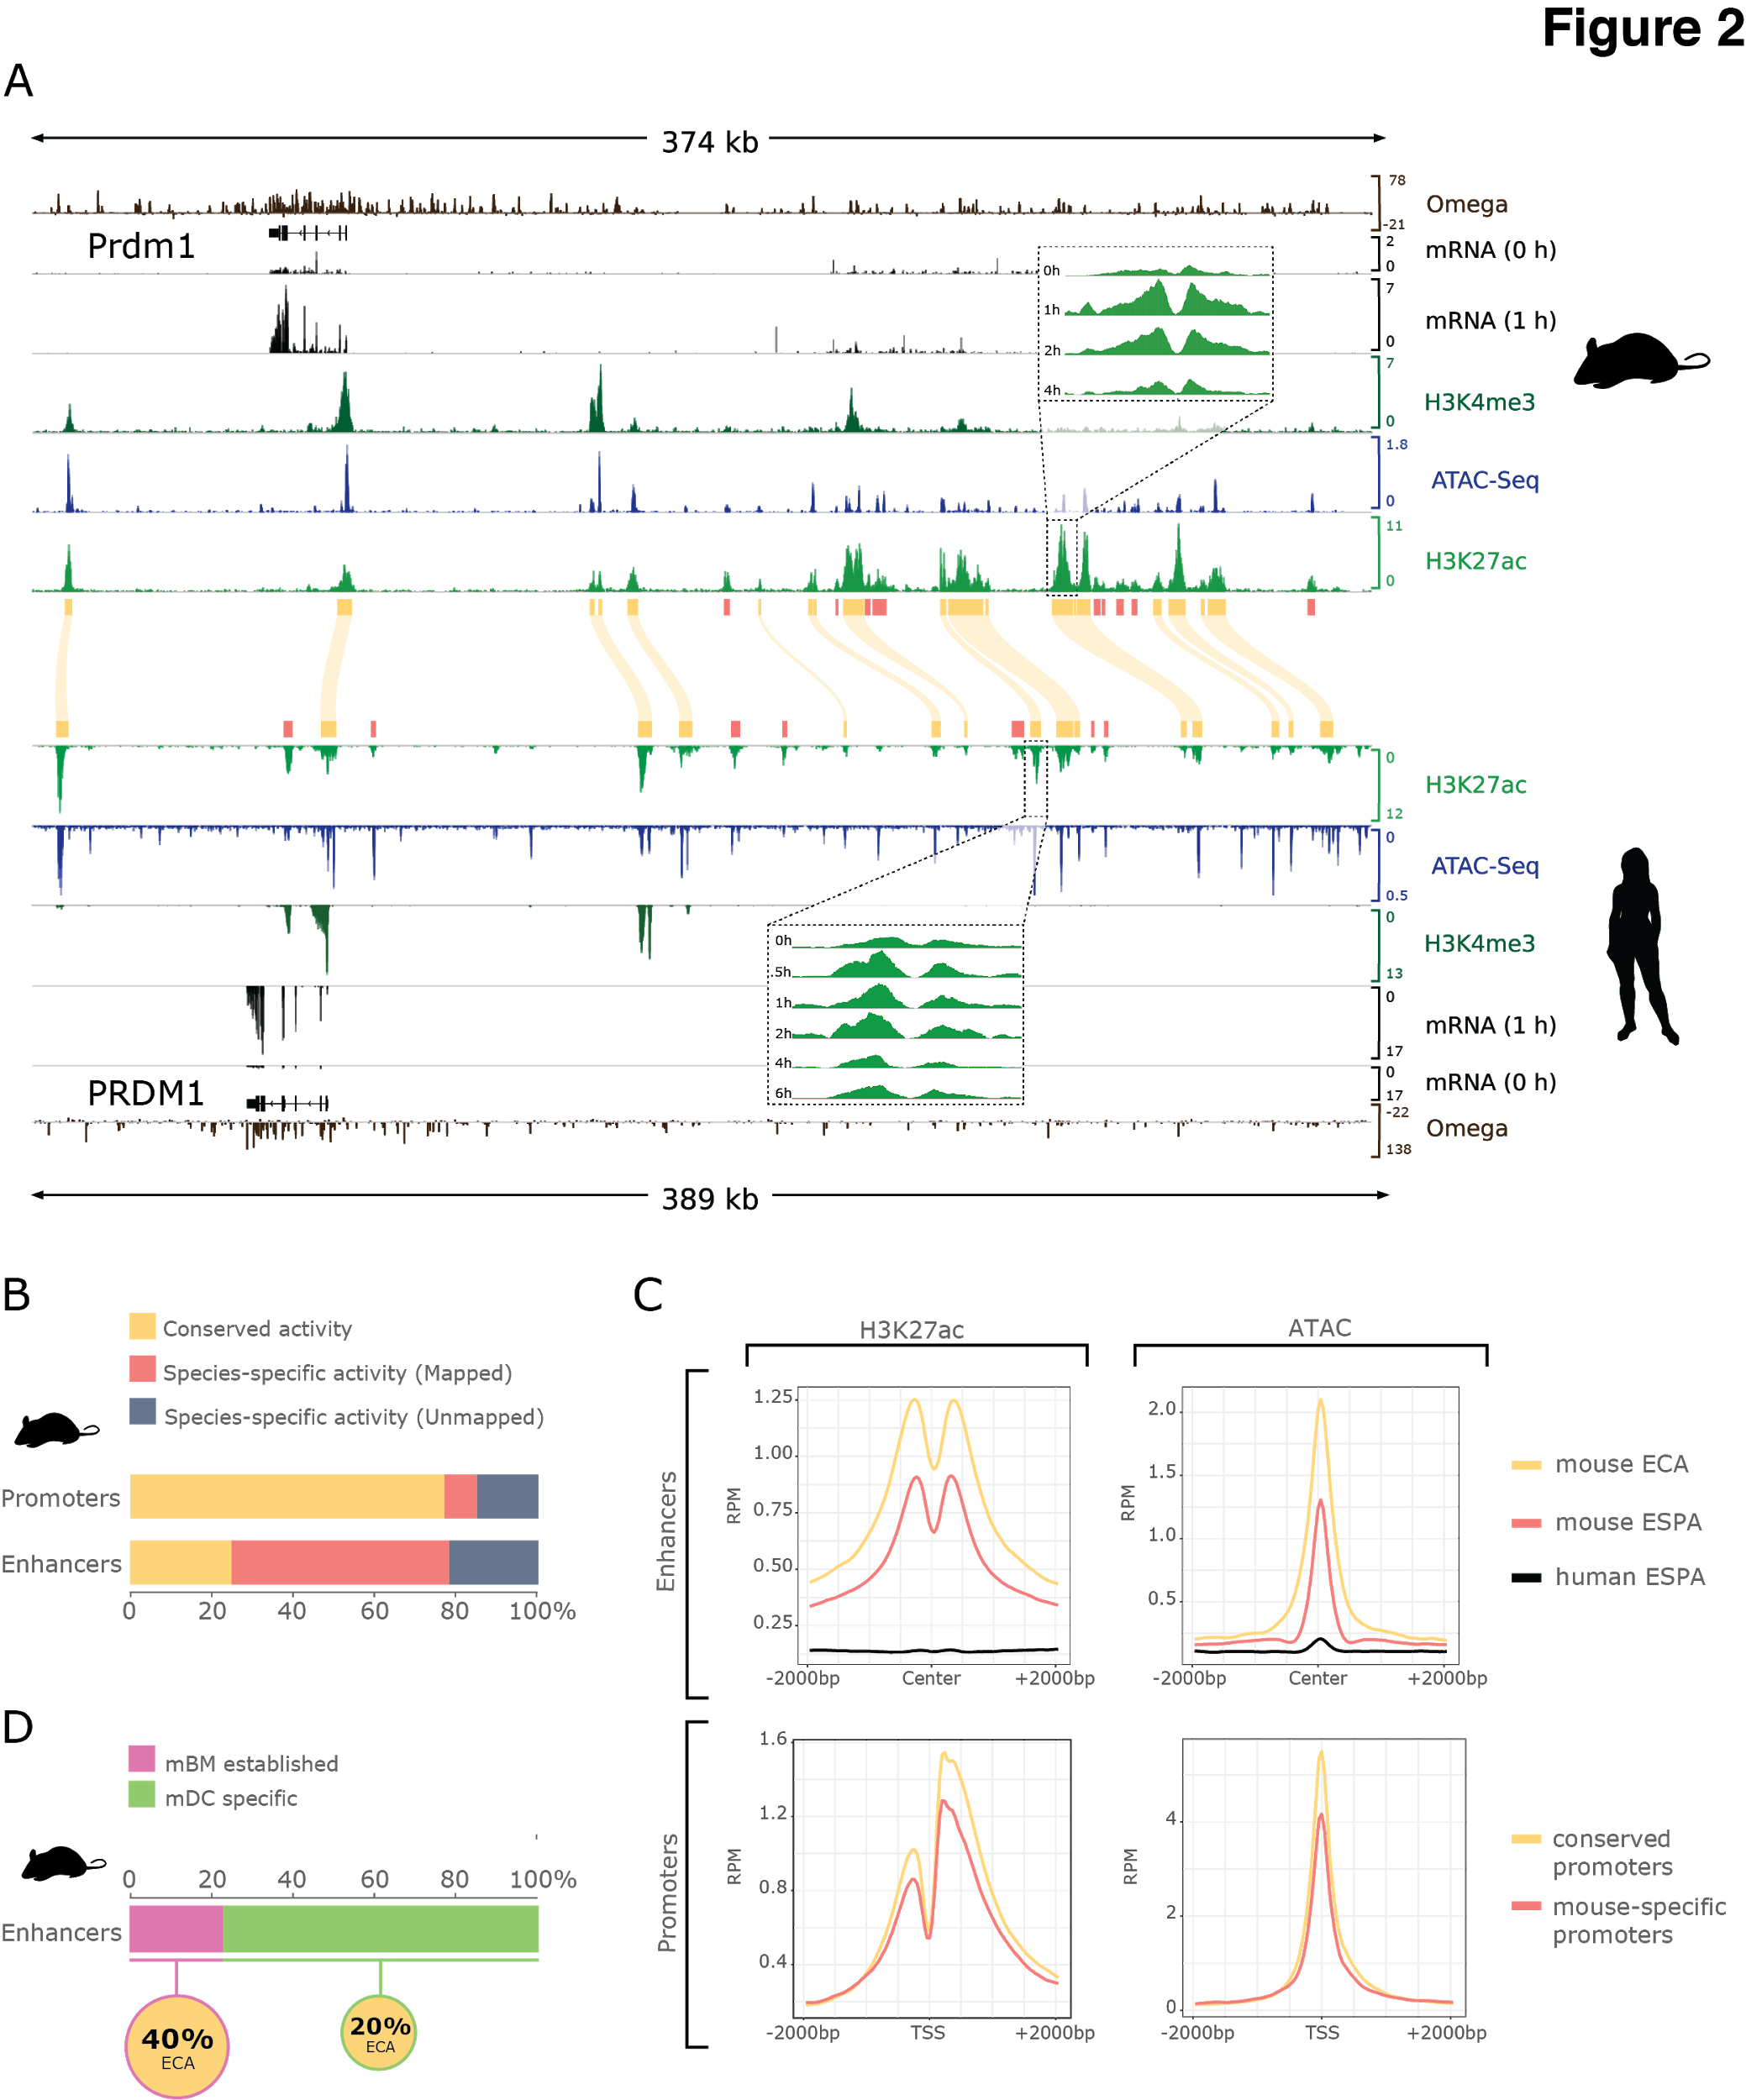 Figure 2
A
374 kb
78
Omega
-21
Prdm1
2
mRNA (0 h)
0
0h
7
1h
mRNA (1 h)
0
2h
7
4h
H3K4me3
0
1.8
ATAC-Seq
0
11
H3K27ac
0
0
H3K27ac
12
0
ATAC-Seq
0.5
0
H3K4me3
13
0h
.5h
0
1h
mRNA (1 h)
2h
17
4h
0
mRNA (0 h)
PRDM1
6h
17
-22
Omega
138
389 kb
B
Conserved activity
Species-specific activity (Mapped)
Species-specific activity (Unmapped)
Promoters
Enhancers
0 20 40 60 80 100%
C
H3K27ac
ATAC
Enhancers
1.25
1.00
0.75
0.50
0.25
RPM
-2000bp Center +2000bp
2.0
1.5
1.0
0.5
RPM
-2000bp Center +2000bp
mouse ECA
mouse ESPA
human ESPA
Promoters
1.6
1.2
0.8
0.4
RPM
-2000bp TSS +2000bp
4
2
0
RPM
-2000bp TSS +2000bp
conserved
promoters
mouse-specific
promoters
D
mBM established
mDC specific
0 20 40 60 80 100%
Enhancers
40%
ECA
20%
ECA